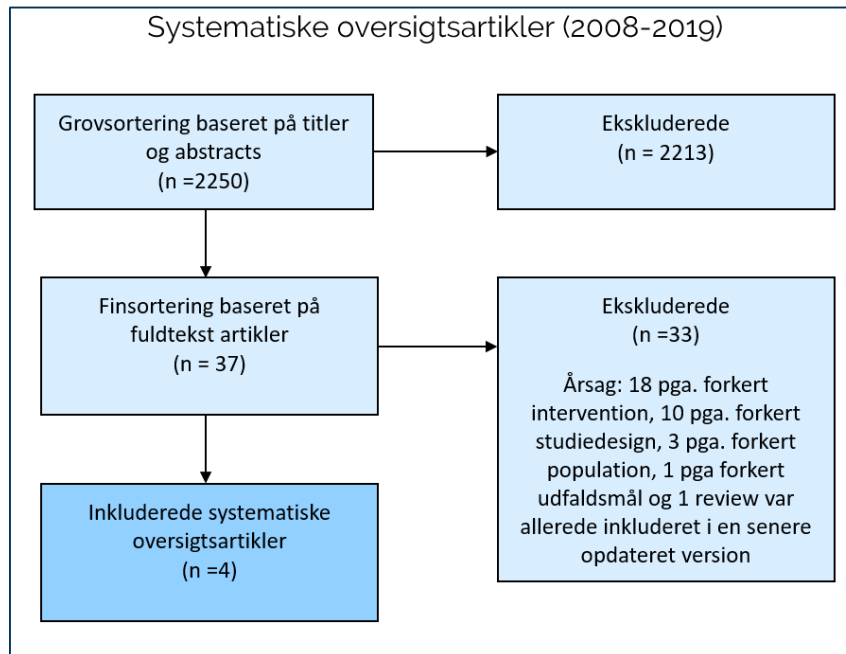 Systematiske oversigtsartikler (2008-2019)
Grovsortering baseret på titler
og abstracts
(n =2250)
Ekskluderede
(n = 2213)
Finsortering baseret på
fuldtekst artikler
(n = 37)
Ekskluderede
(n =33)
Årsag: 18 pga. forkert
intervention, 10 pga. forkert
studiedesign, 3 pga. forkert
population, 1 pga forkert
udfaldsmål og 1 review var
allerede inkluderet i en senere
opdateret version
Inkluderede systematiske
oversigtsartikler
(n =4)